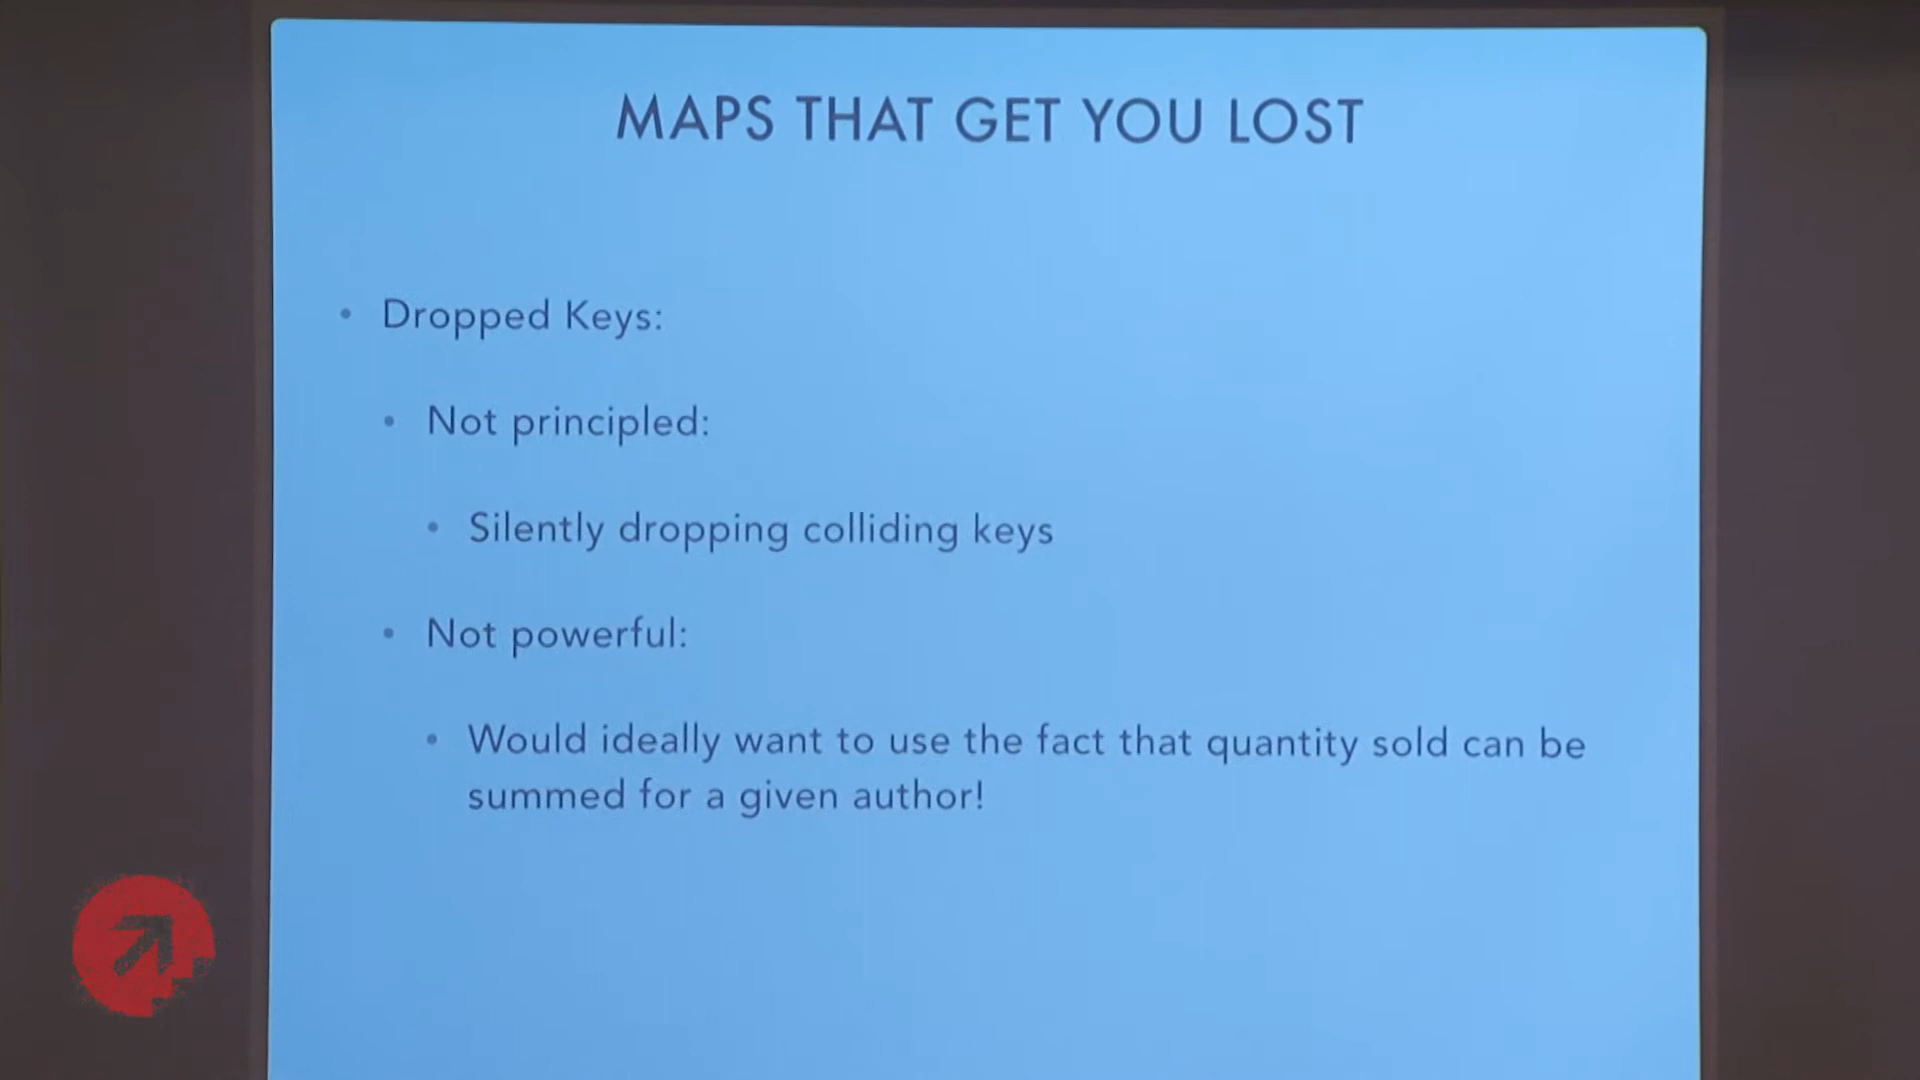 MAPS THAT GET YOU LOST
• Dropped Keys:
• Not principled:
• Silently dropping colliding keys
• Not powerful:
• Would ideally want to use the fact that quantity sold can be
summed for a given author!